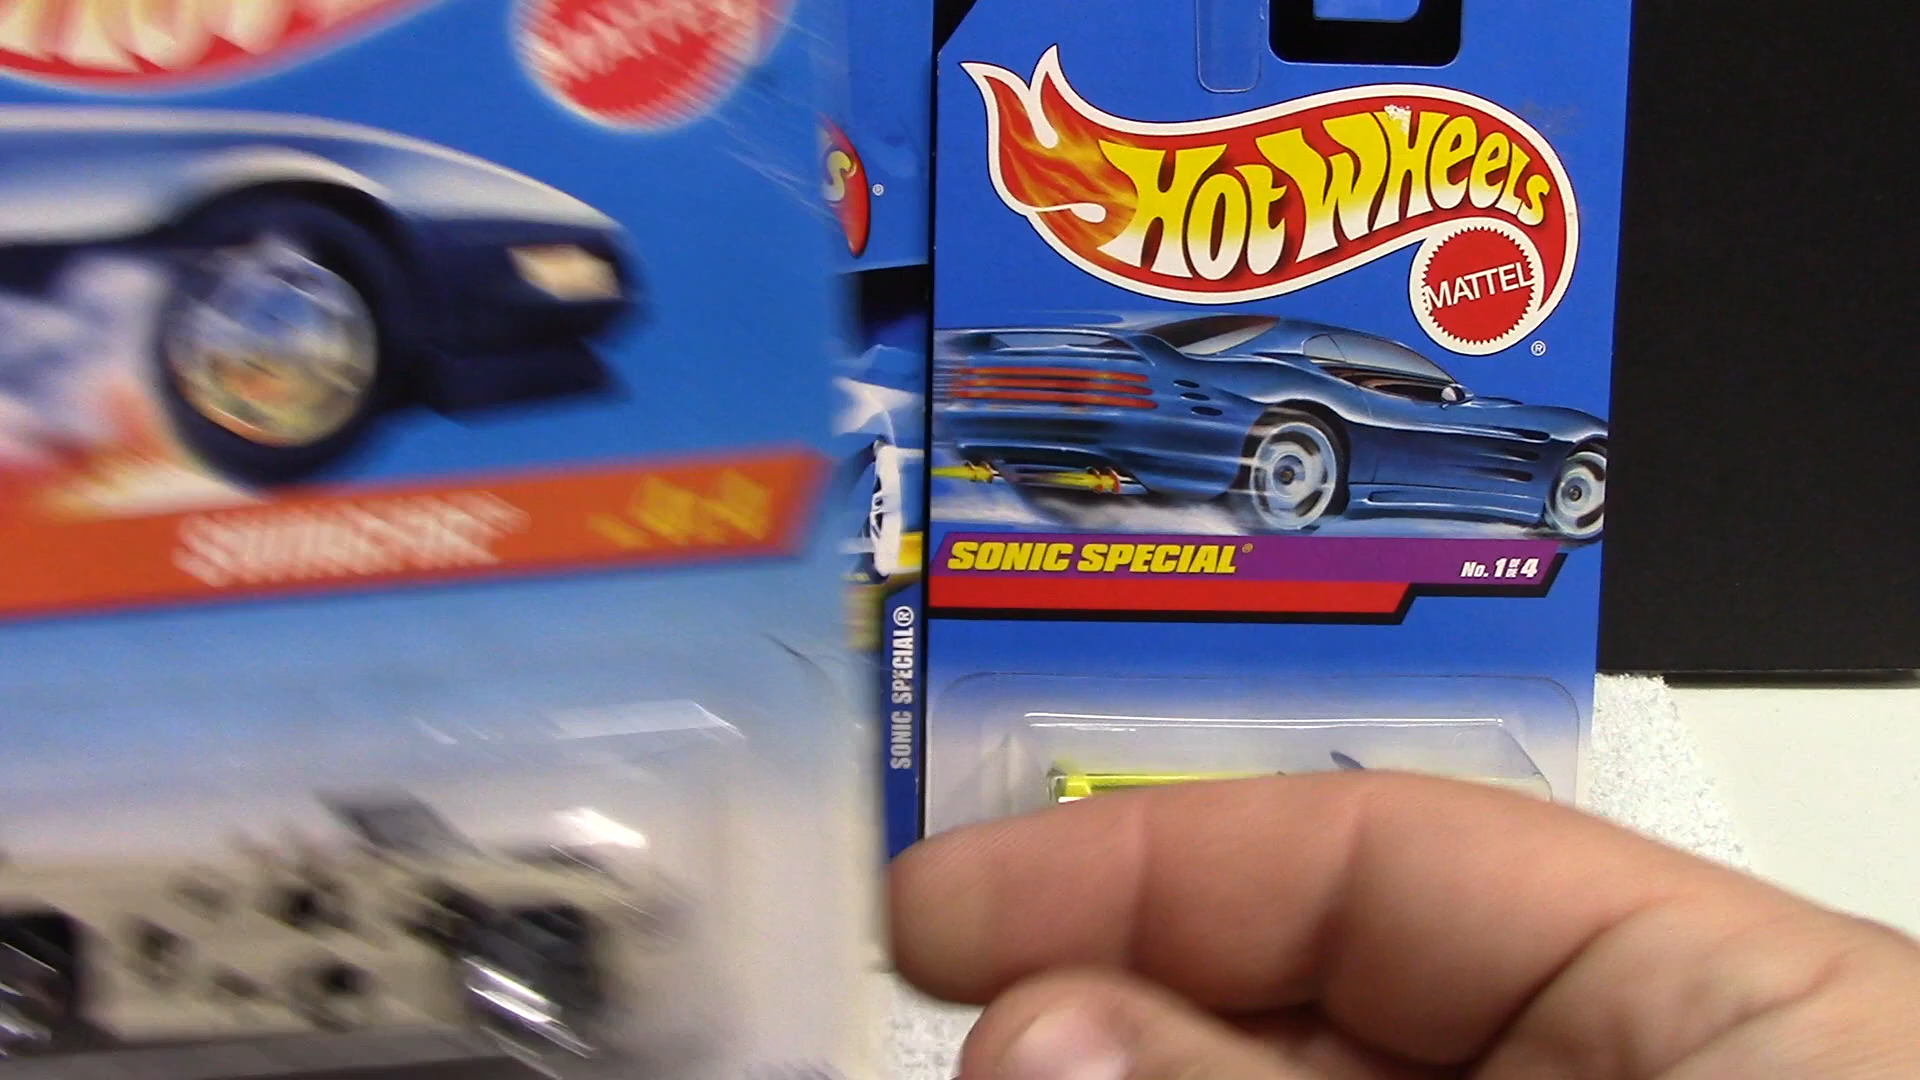 S®
HOT WHEELS
MATTEL
®
SONIC SPECIAL®
No. 1 OF 4
SONIC SPECIAL®